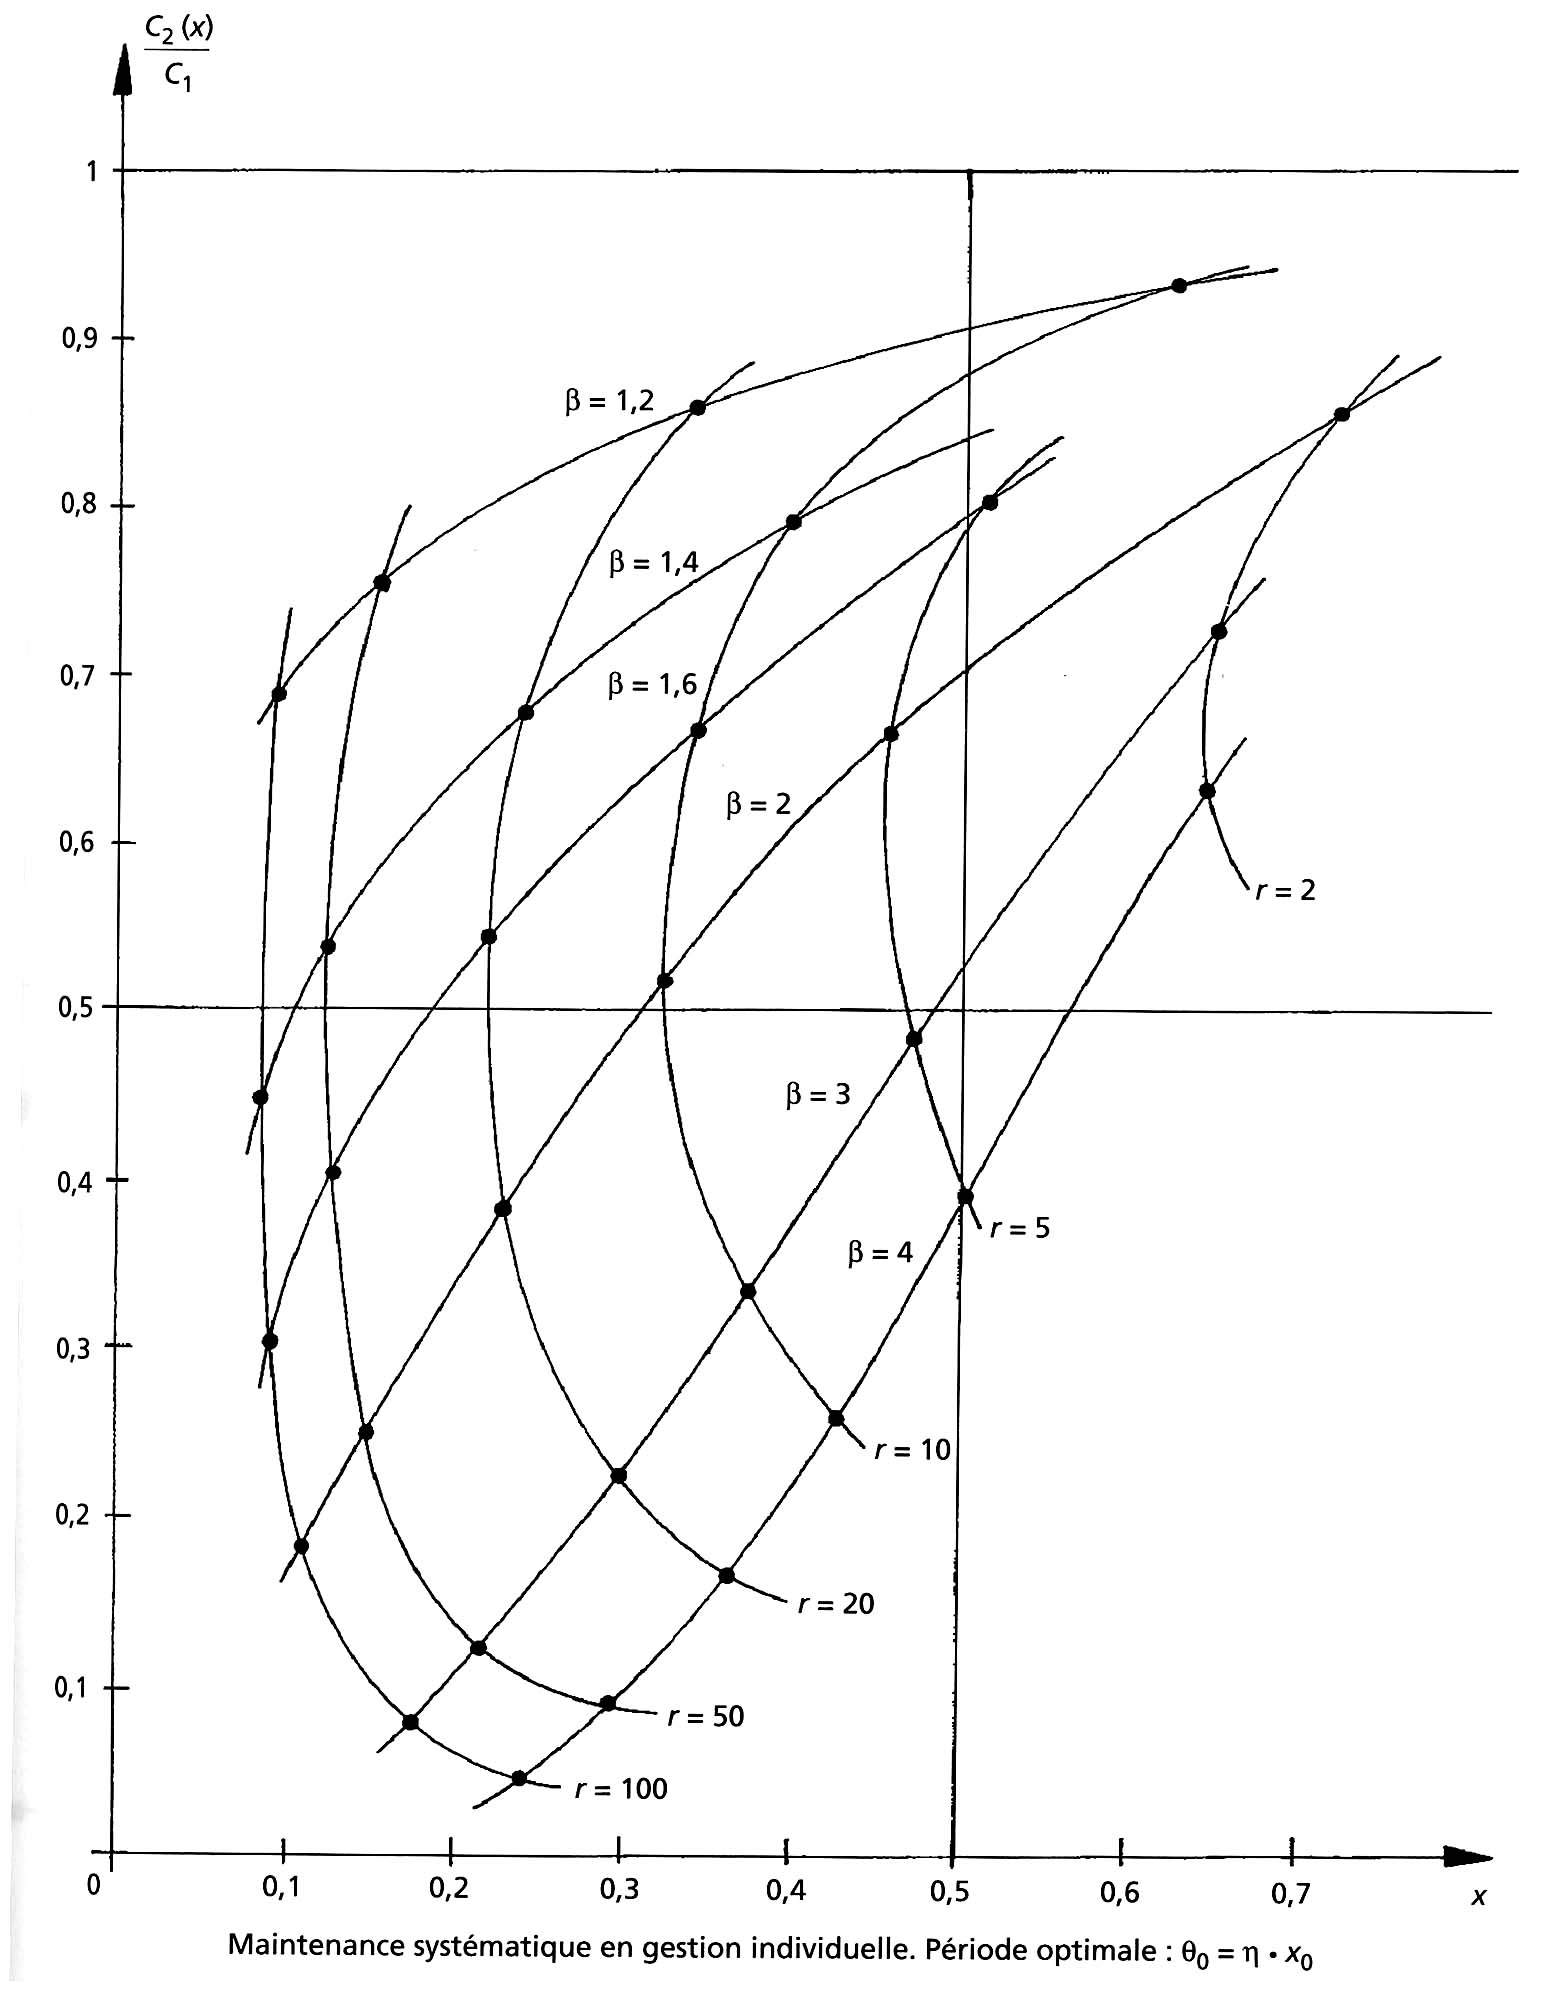 C₂ (x)
C₁
1
0,9
β = 1,2
0,8
β = 1,4
0,7
β = 1,6
β = 2
0,6
r = 2
0,5
β = 3
0,4
r = 5
β = 4
0,3
r = 10
0,2
r = 20
0,1
r = 50
r = 100
0 0,1 0,2 0,3 0,4 0,5 0,6 0,7 x
Maintenance systématique en gestion individuelle. Période optimale : θ₀ = η • x₀